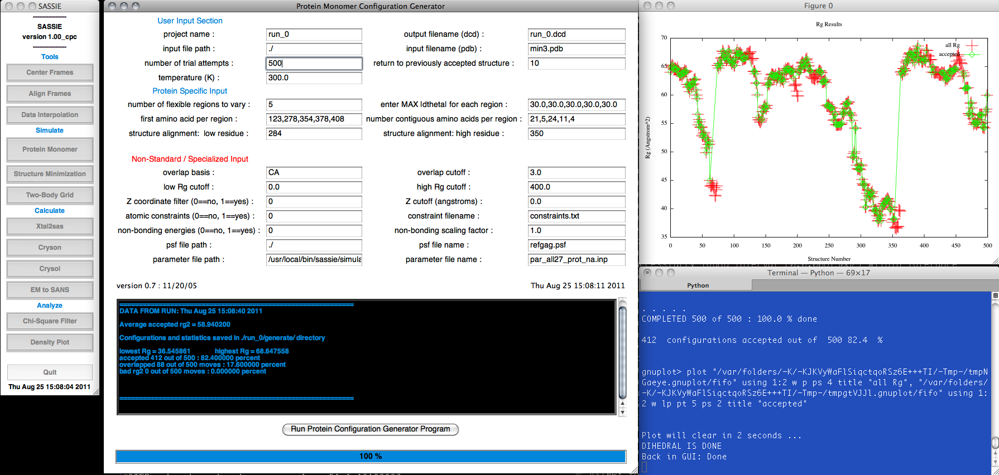 SASSIE
SASSIE
version 1.00_cpc
Tools
Center Frames
Align Frames
Data Interpolation
Simulate
Protein Monomer
Structure Minimization
Two-Body Grid
Calculate
Xtal2sas
Cryson
Crysol
EM to SANS
Analyze
Chi-Square Filter
Density Plot
Quit
Thu Aug 25 15:08:04 2011
Protein Monomer Configuration Generator
User Input Section
project name : run_0 output filename (dcd) : run_0.dcd
input file path : ./ input filename (pdb) : min3.pdb
number of trial attempts : 500 return to previously accepted structure : 10
temperature (K) : 300.0
Protein Specific Input
number of flexible regions to vary : 5 enter MAX |dtheta| for each region : 30.0,30.0,30.0,30.0,30.0
first amino acid per region : 123,278,354,378,408 number contiguous amino acids per region : 21,5,24,11,4
structure alignment: low residue : 284 structure alignment: high residue : 350
Non-Standard / Specialized Input
overlap basis : CA overlap cutoff : 3.0
low Rg cutoff : 0.0 high Rg cutoff : 400.0
Z coordinate filter (0==no, 1==yes) : 0 Z cutoff (angstroms) : 0.0
atomic constraints (0==no, 1==yes) : 0 constraint filename : constraints.txt
non-bonding energies (0==no, 1==yes) : 0 non-bonding scaling factor : 1.0
psf file path : ./ psf file name : refgag.psf
parameter file path : /usr/local/bin/sassie/simula parameter file name : par_all27_prot_na.inp
version 0.7 : 11/20/05 Thu Aug 25 15:08:11 2011
DATA FROM RUN: Thu Aug 25 15:08:40 2011
Average accepted rg2 = 58.940200
Configurations and statistics saved in ./run_0/generate/ directory
lowest Rg = 36.545861 highest Rg = 68.647558
accepted 412 out of 500 : 82.400000 percent
overlapped 88 out of 500 moves : 17.600000 percent
bad rg2 0 out of 500 moves : 0.000000 percent
Run Protein Configuration Generator Program
100 %
Figure 0
Rg Results
all Rg
accepted
Rg (Angstrom^2)
70
65
60
55
50
45
40
35
0 50 100 150 200 250 300 350 400 450 500
Structure Number
Terminal — Python — 69×17
Python
. . . . .
COMPLETED 500 of 500 : 100.0 % done
412 configurations accepted out of 500 82.4 %
gnuplot> plot "/var/folders/-K/-KJKVyWaFlSiqctqoRSz6E+++TI/-Tmp-/tmpN
Gaeye.gnuplot/fifo" using 1:2 w p ps 4 title "all Rg", "/var/folders/
-K/-KJKVyWaFlSiqctqoRSz6E+++TI/-Tmp-/tmpgtVJJl.gnuplot/fifo" using 1:
2 w lp pt 5 ps 2 title "accepted"
Plot will clear in 2 seconds ...
DIHEDRAL IS DONE
Back in GUI: Done